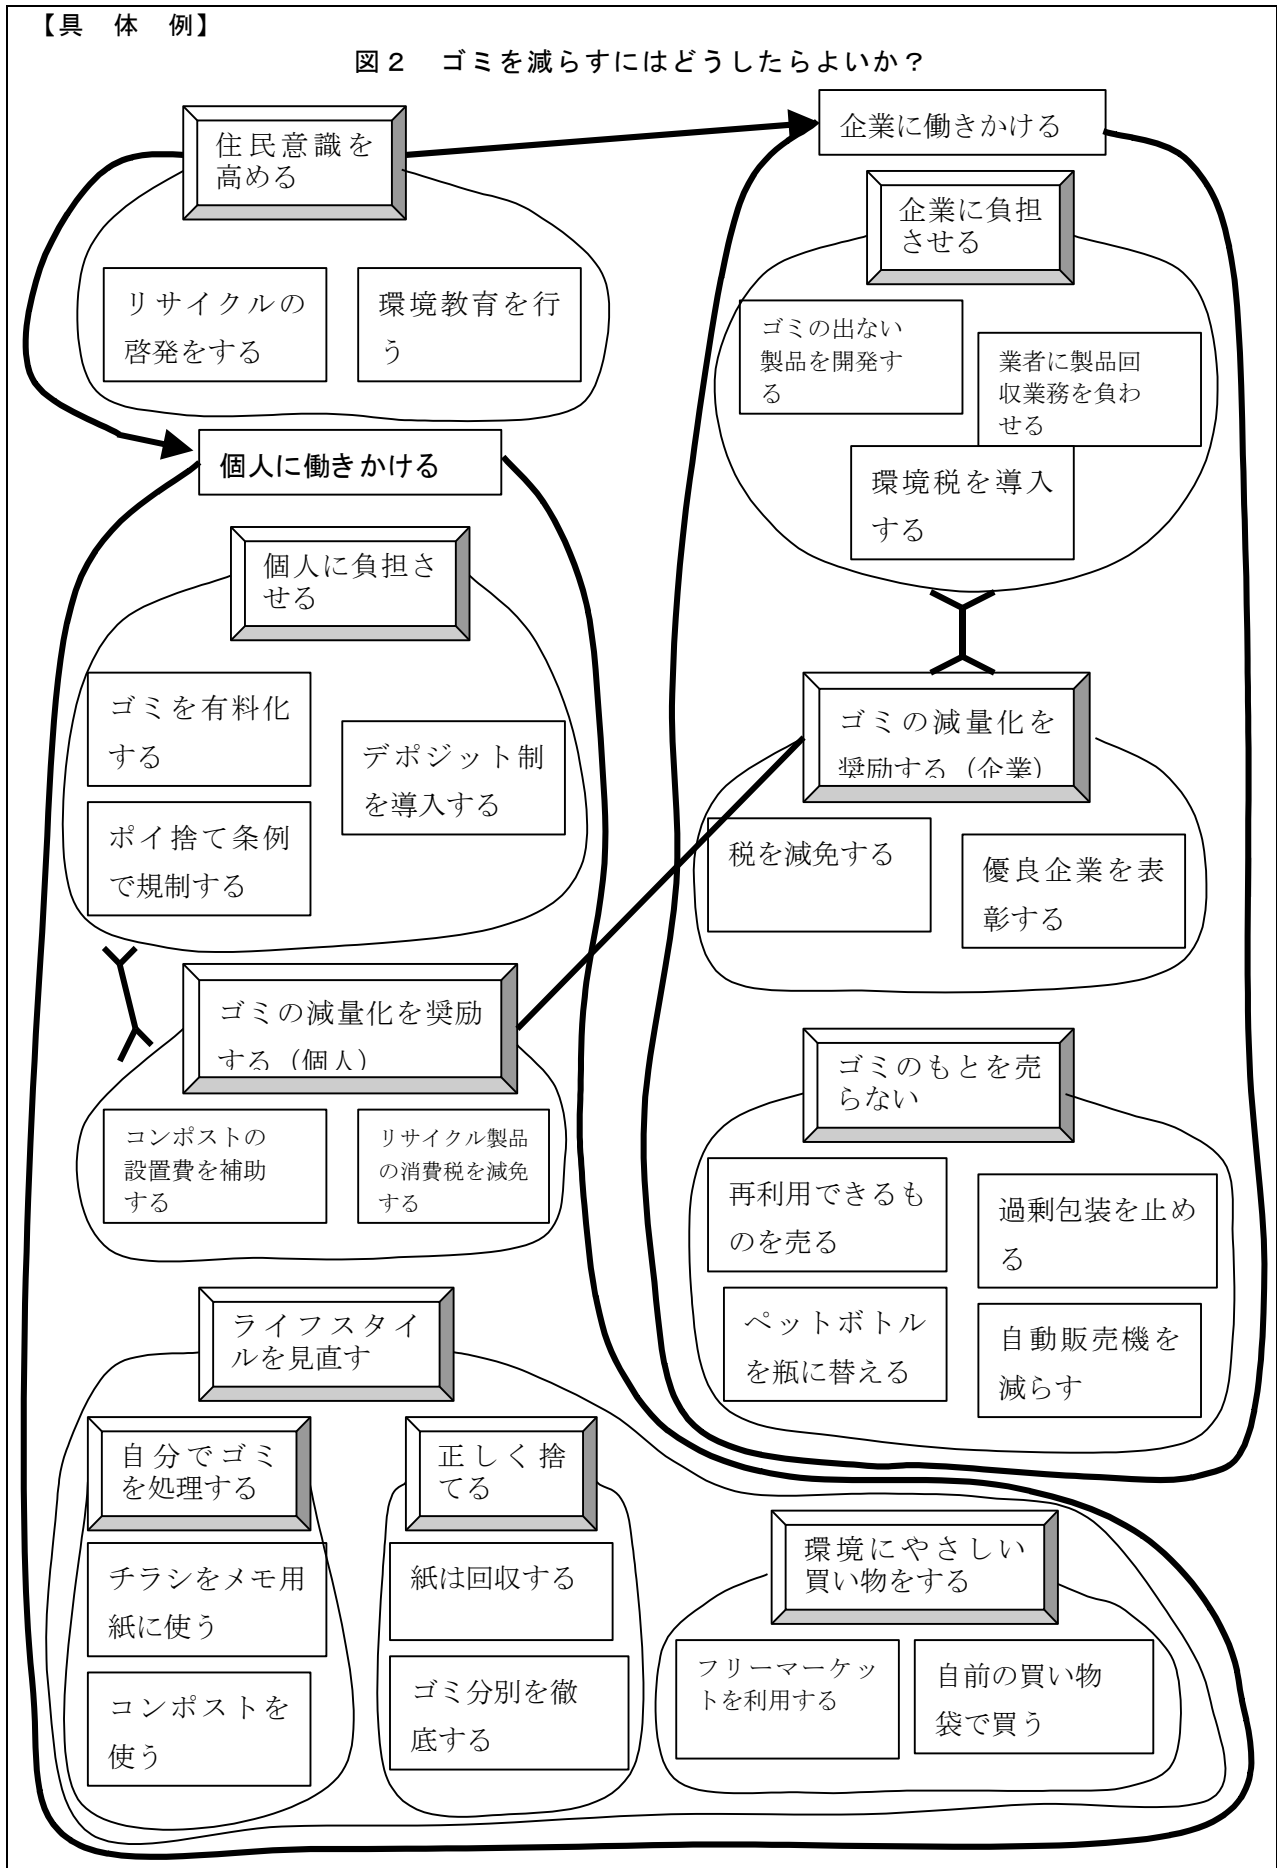 【具 体 例】
図2 ゴミを減らすにはどうしたらよいか?
住民意識を
高める
リサイクルの
啓発をする
環境教育を行
う
企業に働きかける
企業に負担
させる
ゴミの出ない
製品を開発す
る
業者に製品回
収業務を負わ
せる
環境税を導入
する
個人に働きかける
個人に負担さ
せる
ゴミを有料化
する
デポジット制
を導入する
ポイ捨て条例
で規制する
ゴミの減量化を
奨励する(企業)
税を減免する
優良企業を表
彰する
ゴミの減量化を奨励
する(個人)
コンポストの
設置費を補助
する
リサイクル製品
の消費税を減免
する
ゴミのもとを売
らない
再利用できるも
のを売る
過剰包装を止め
る
ペットボトル
を瓶に替える
自動販売機を
減らす
ライフスタイ
ルを見直す
自分でゴミ
を処理する
チラシをメモ用
紙に使う
コンポストを
使う
正しく捨
てる
紙は回収する
ゴミ分別を徹
底する
環境にやさしい
買い物をする
フリーマーケッ
トを利用する
自前の買い物
袋で買う